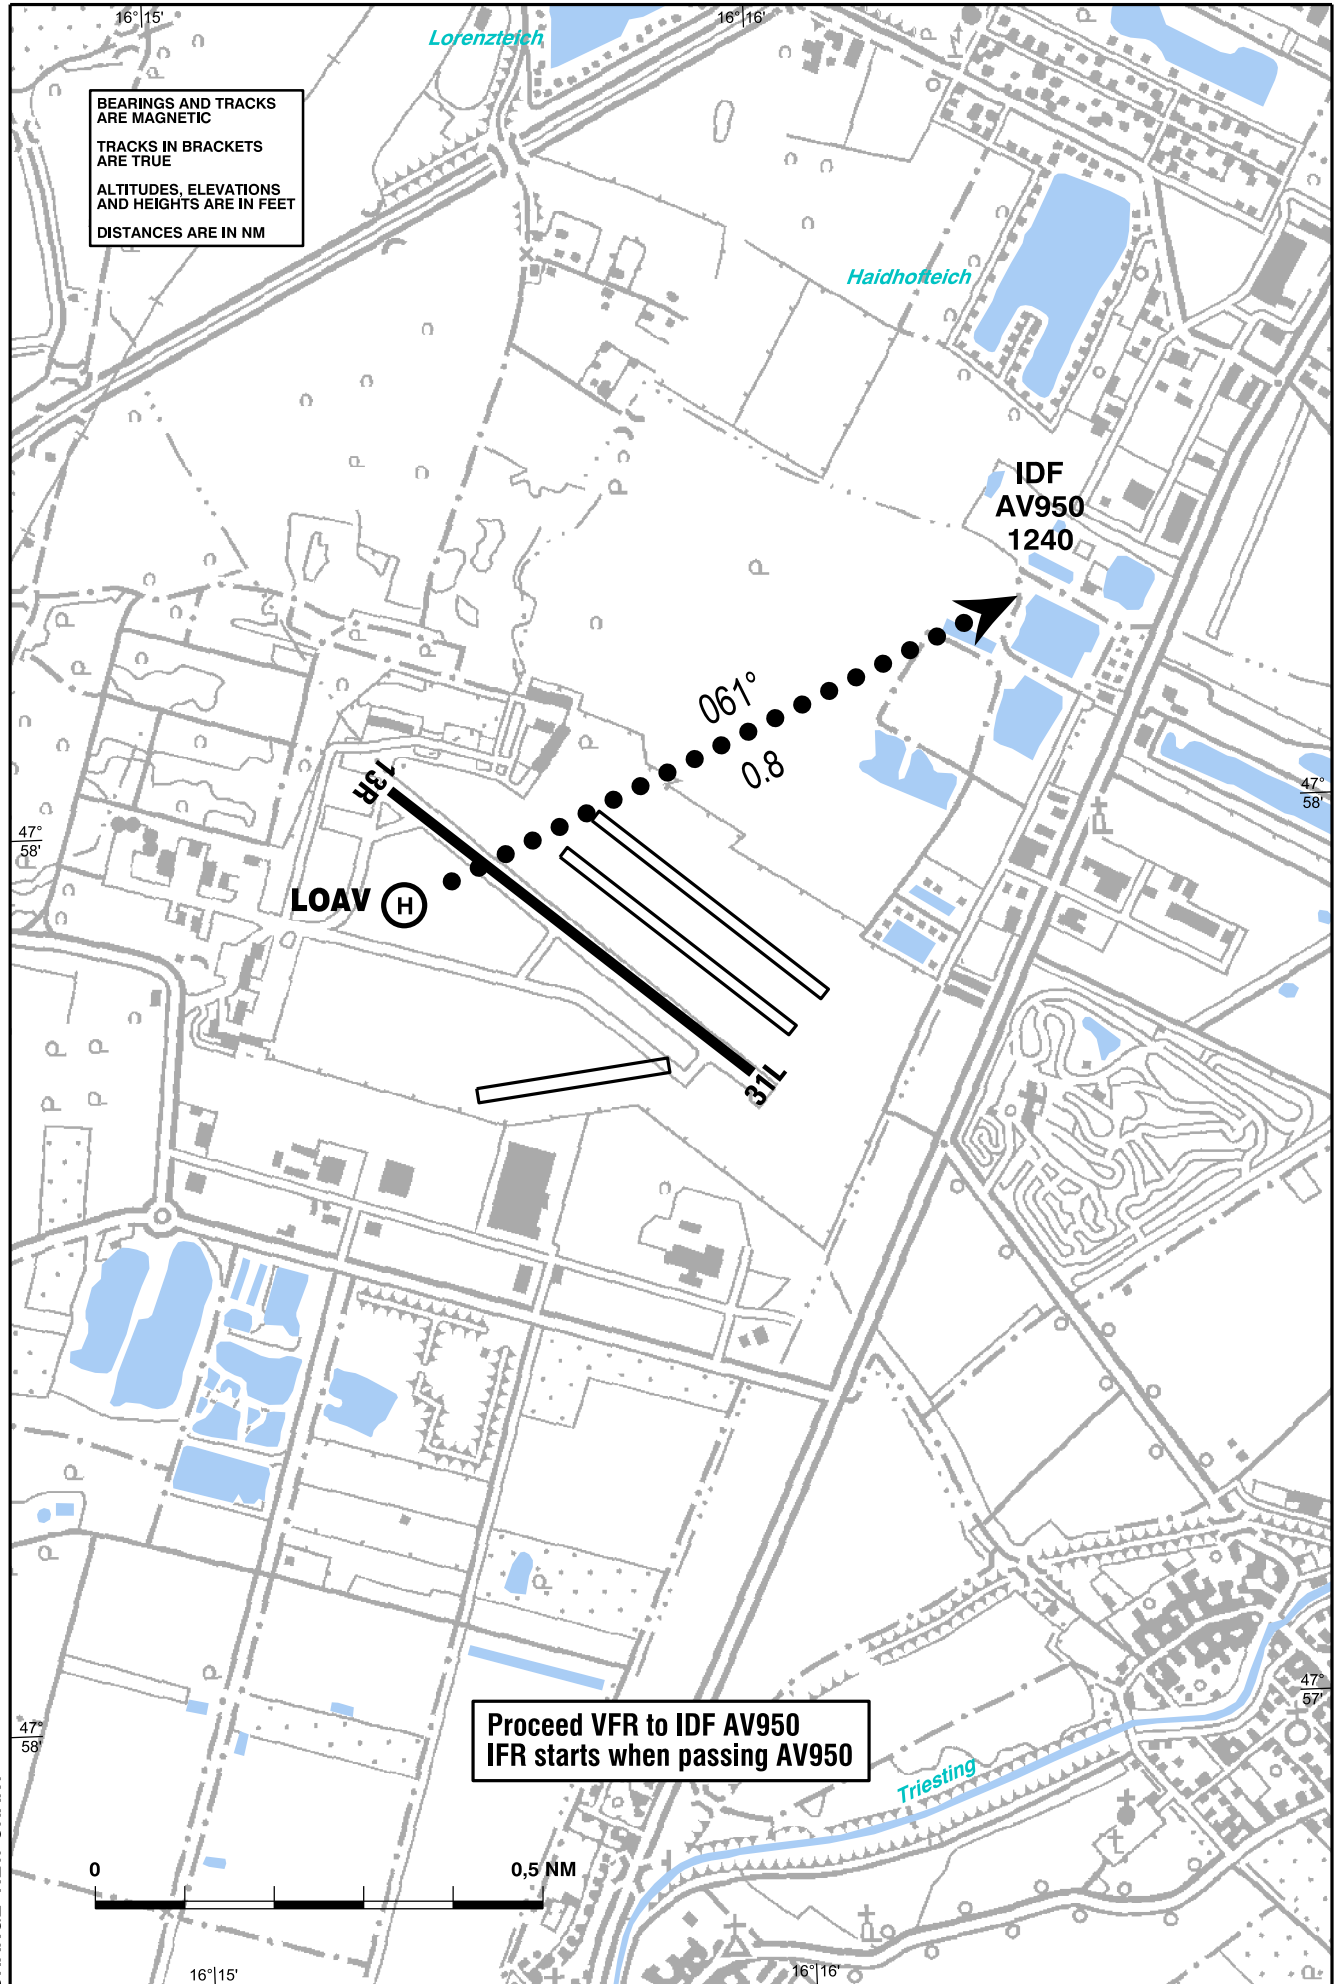 16° 15'
16° 16'
Lorenzteich
BEARINGS AND TRACKS
ARE MAGNETIC
TRACKS IN BRACKETS
ARE TRUE
ALTITUDES, ELEVATIONS
AND HEIGHTS ARE IN FEET
DISTANCES ARE IN NM
Haidhofteich
IDF
AV950
1240
061°
0.8
13R
47°
58'
47°
58'
LOAV H
31L
47°
57'
47°
58'
Proceed VFR to IDF AV950
IFR starts when passing AV950
Triesting
0 0,5 NM
16° 15'
16° 16'